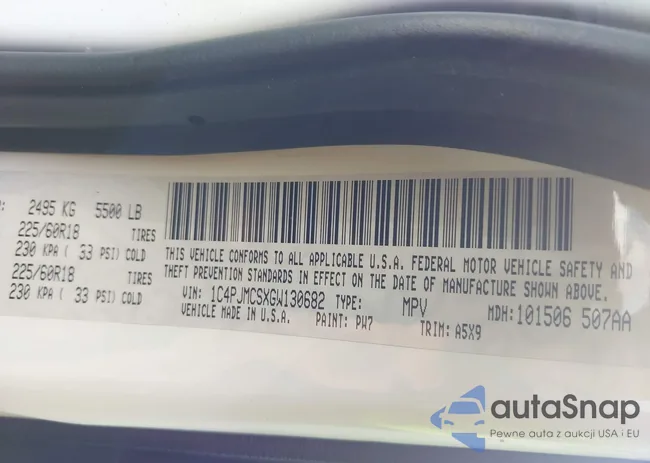 : 2495 KG 5500 LB
225/60R18 TIRES
230 KPA ( 33 PSI) COLD
225/60R18 TIRES
230 KPA ( 33 PSI) COLD
THIS VEHICLE CONFORMS TO ALL APPLICABLE U.S.A. FEDERAL MOTOR VEHICLE SAFETY AND
THEFT PREVENTION STANDARDS IN EFFECT ON THE DATE OF MANUFACTURE SHOWN ABOVE.
VIN: 1C4PJMCSXGW130682 TYPE: MPV MDH:101506 507AA
VEHICLE MADE IN U.S.A. PAINT: PW7 TRIM: A5X9
autaSnap
Pewne auta z aukcji USA i EU